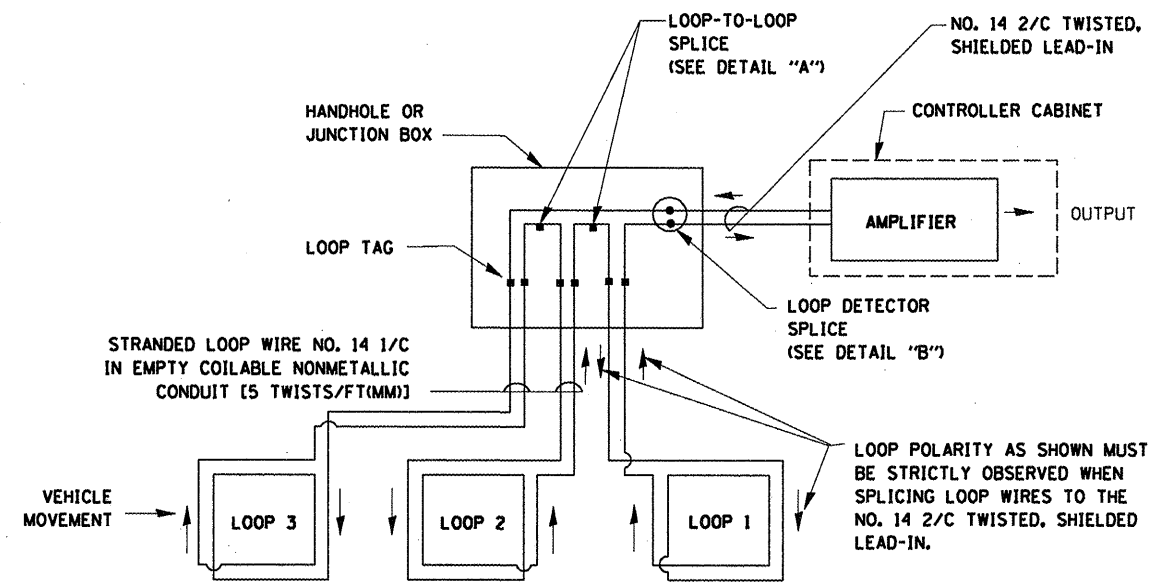 LOOP-TO-LOOP
SPLICE
(SEE DETAIL "A")
NO. 14 2/C TWISTED,
SHIELDED LEAD-IN
HANDHOLE OR
JUNCTION BOX
CONTROLLER CABINET
AMPLIFIER
OUTPUT
LOOP TAG
LOOP DETECTOR
SPLICE
(SEE DETAIL "B")
STRANDED LOOP WIRE NO. 14 1/C
IN EMPTY COILABLE NONMETALLIC
CONDUIT [5 TWISTS/FT(MM)]
LOOP POLARITY AS SHOWN MUST
BE STRICTLY OBSERVED WHEN
SPLICING LOOP WIRES TO THE
NO. 14 2/C TWISTED, SHIELDED
LEAD-IN.
VEHICLE
MOVEMENT
LOOP 3
LOOP 2
LOOP 1